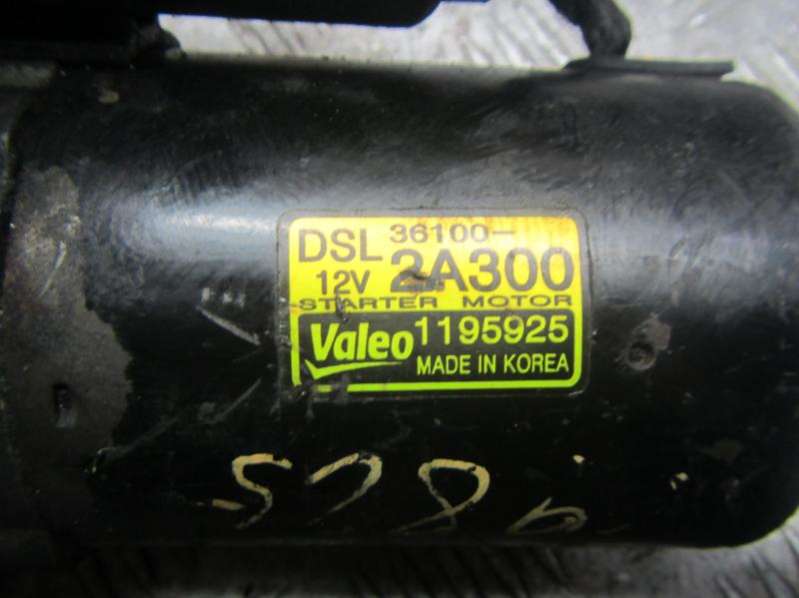 DSL 36100-
12V 2A300
STARTER MOTOR
Valeo 1195925
MADE IN KOREA